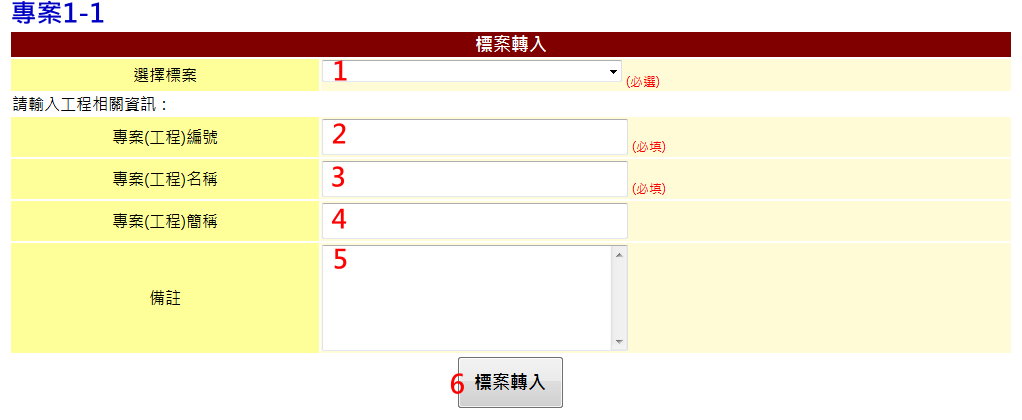 專案1-1
標案轉入
選擇標案 1 (必選)
請輸入工程相關資訊：
專案(工程)編號 2 (必填)
專案(工程)名稱 3 (必填)
專案(工程)簡稱 4
備註 5
6 標案轉入